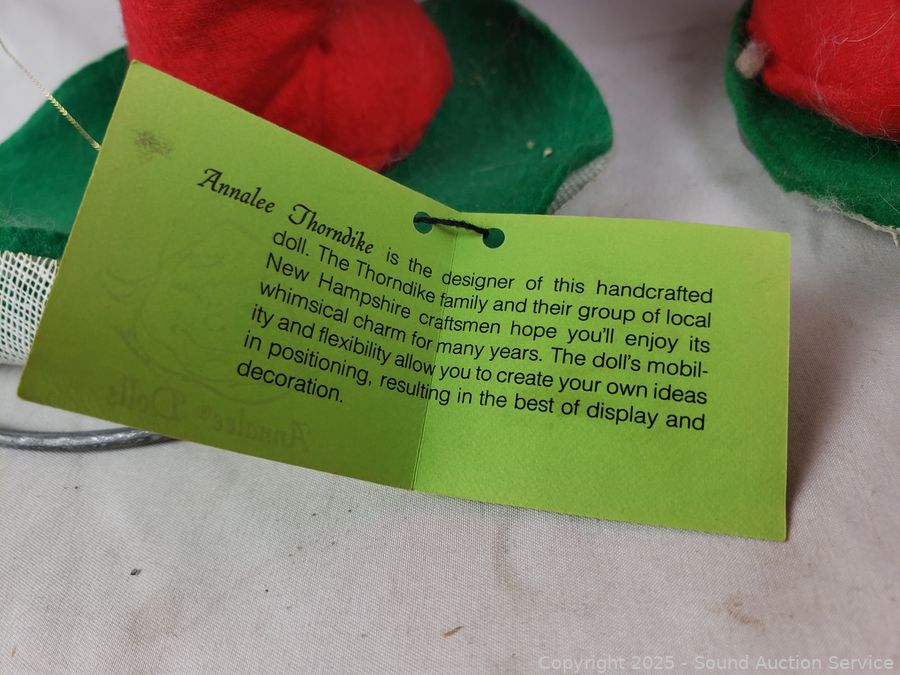 Annalee Thorndike is the designer of this handcrafted
doll. The Thorndike family and their group of local
New Hampshire craftsmen hope you'll enjoy its
whimsical charm for many years. The doll's mobil-
ity and flexibility allow you to create your own ideas
in positioning, resulting in the best of display and
decoration.
Annalee's Dolls
Copyright 2025 - Sound Auction Service